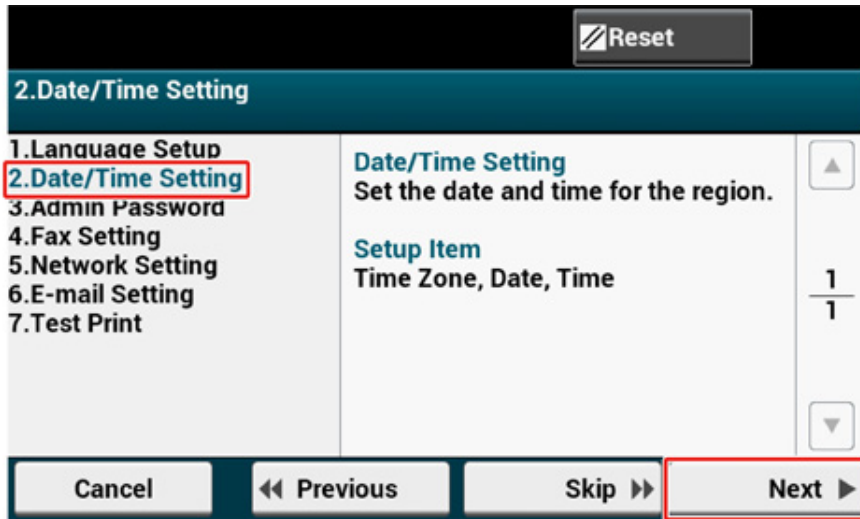 Reset
2.Date/Time Setting
1.Language Setup
2.Date/Time Setting
3.Admin Password
4.Fax Setting
5.Network Setting
6.E-mail Setting
7.Test Print
Date/Time Setting
Set the date and time for the region.
Setup Item
Time Zone, Date, Time
1
1
Cancel
Previous
Skip
Next